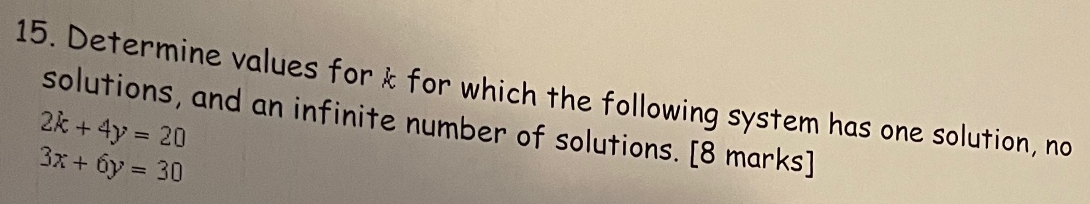 15. Determine values for k for which the following system has one solution, no
solutions, and an infinite number of solutions. [8 marks]
2k + 4y = 20
3x + 6y = 30